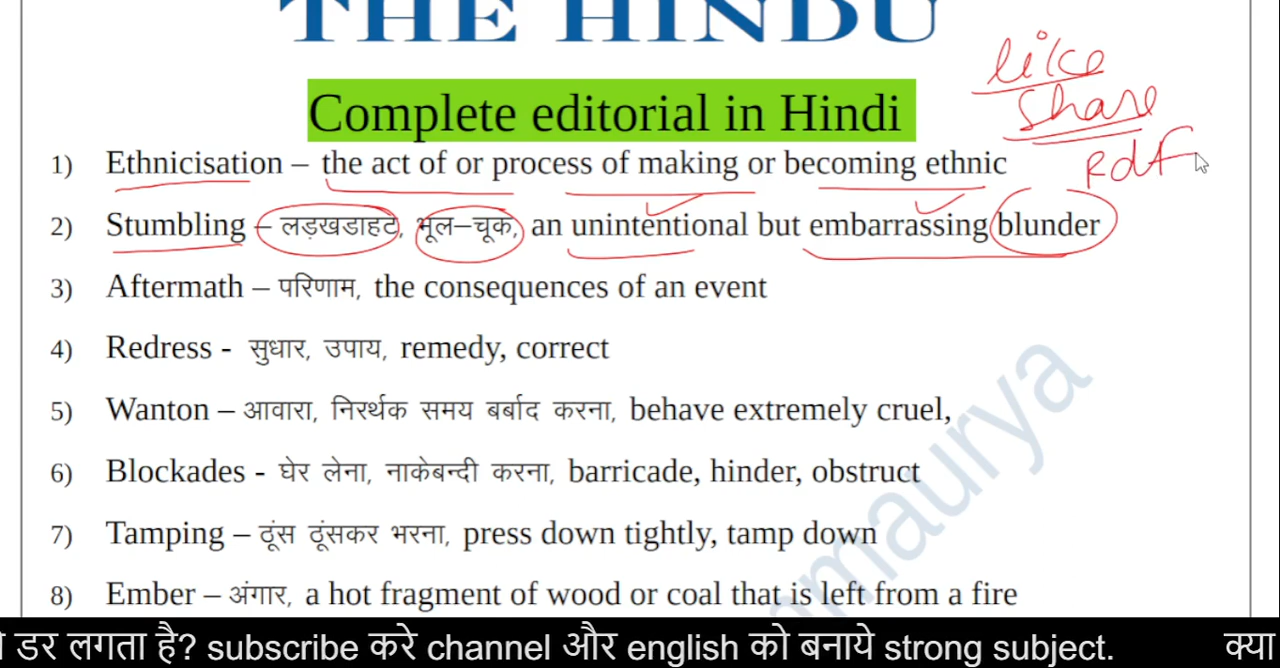 THE HINDU
like
share
Pdf
Complete editorial in Hindi
1) Ethnicisation – the act of or process of making or becoming ethnic
2) Stumbling – लड़खडाहट, भूल–चूक, an unintentional but embarrassing blunder
3) Aftermath – परिणाम, the consequences of an event
4) Redress - सुधार, उपाय, remedy, correct
5) Wanton – आवारा, निरर्थक समय बर्बाद करना, behave extremely cruel,
6) Blockades - घेर लेना, नाकेबन्दी करना, barricade, hinder, obstruct
7) Tamping – ठूंस ठूंसकर भरना, press down tightly, tamp down
8) Ember – अंगार, a hot fragment of wood or coal that is left from a fire
डर लगता है? subscribe करे channel और english को बनाये strong subject. क्या